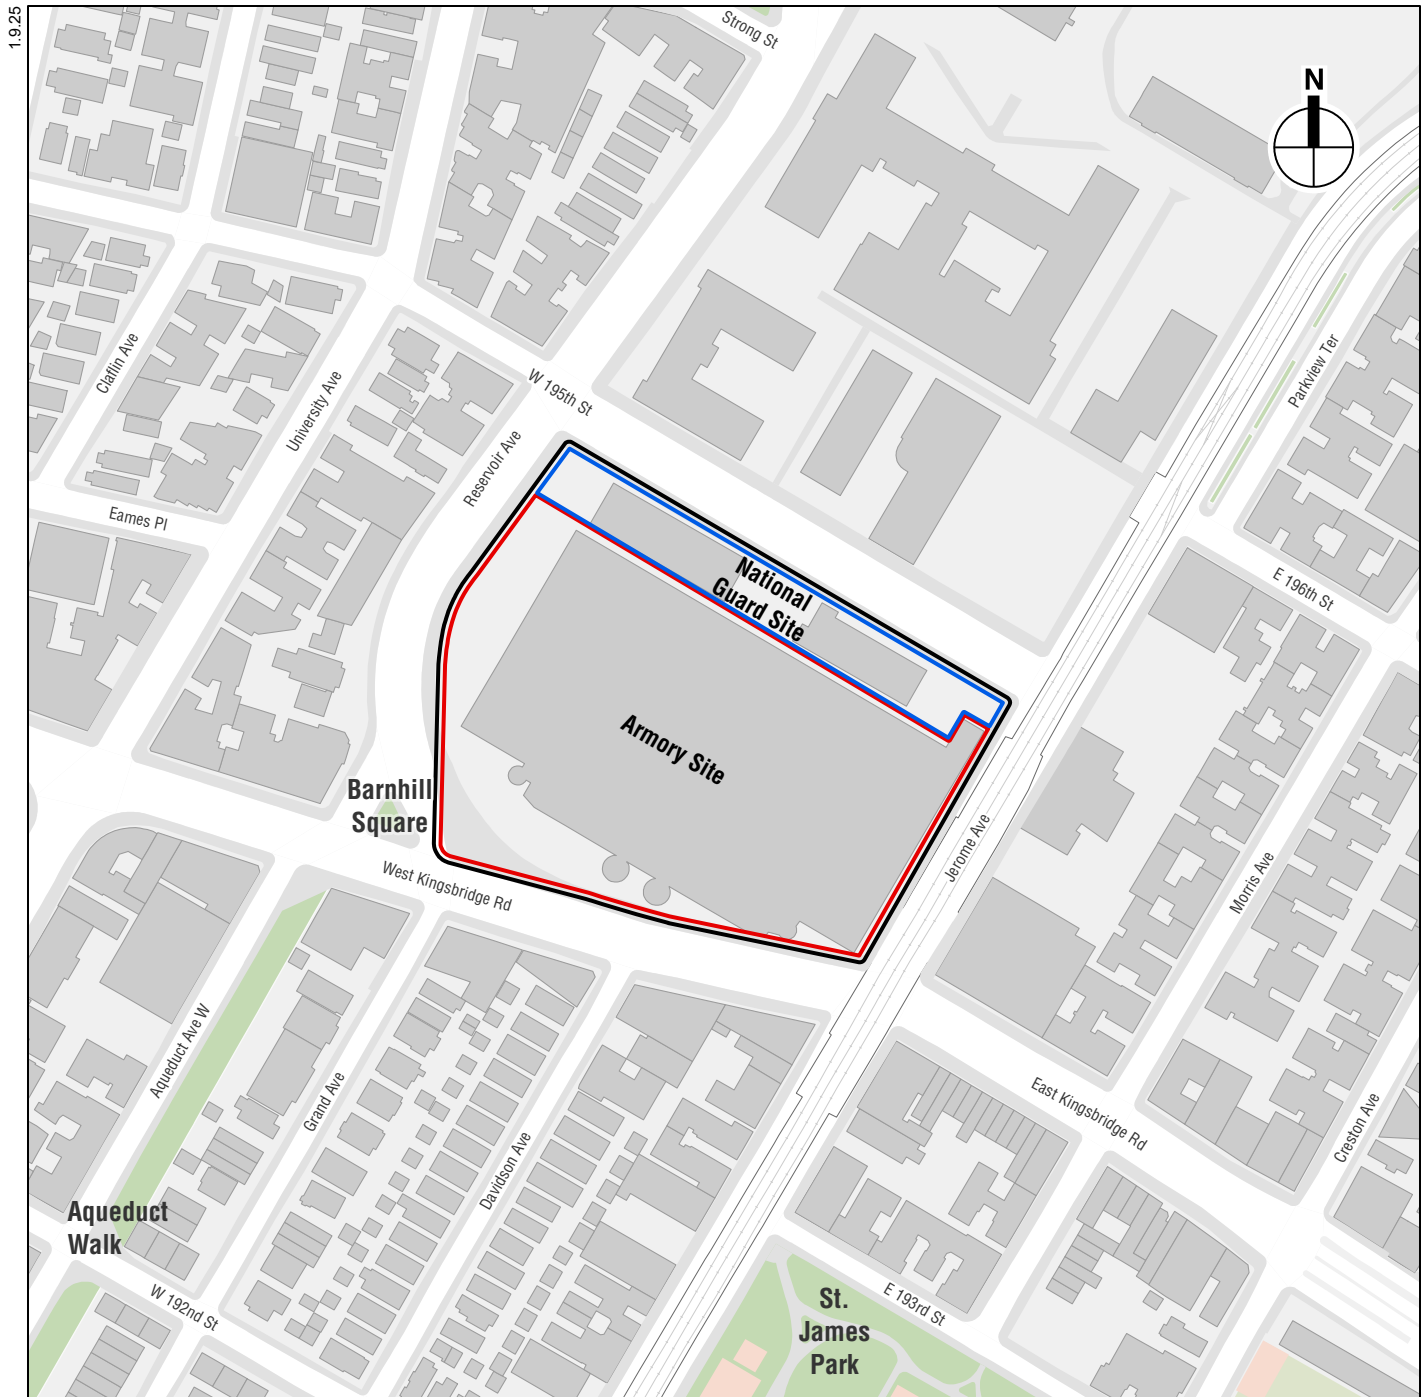 1.9.25
Strong St
N
Claflin Ave
University Ave
W 195th St
Parkview Ter
Reservoir Ave
Eames Pl
National
Guard Site
E 196th St
Armory Site
Barnhill
Square
Jerome Ave
West Kingsbridge Rd
Morris Ave
Aqueduct Ave W
Grand Ave
East Kingsbridge Rd
Davidson Ave
Creston Ave
Aqueduct
Walk
W 192nd St
E 193rd St
St.
James
Park